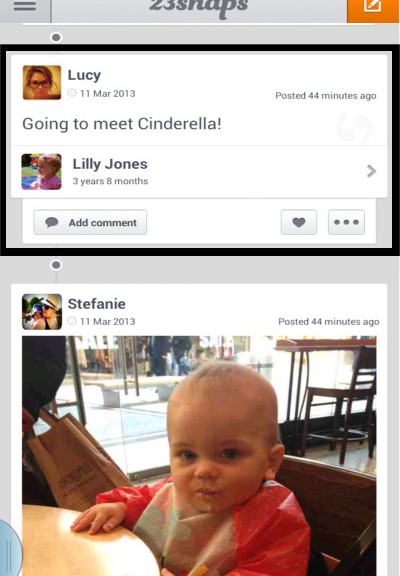 23snaps
Lucy
11 Mar 2013
Posted 44 minutes ago
Going to meet Cinderella!
Lilly Jones
3 years 8 months
Add comment
Stefanie
11 Mar 2013
Posted 44 minutes ago
SALE